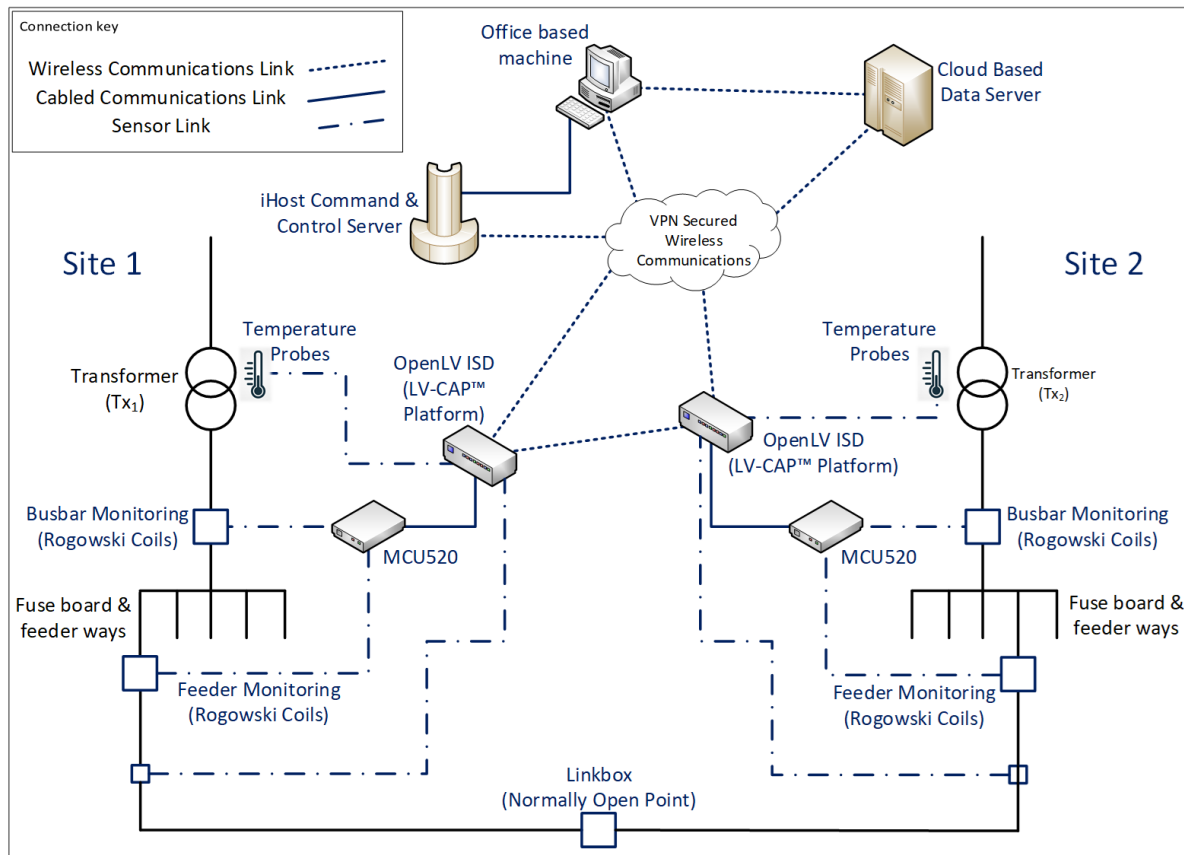 Connection key
Wireless Communications Link
Cabled Communications Link
Sensor Link
Office based
machine
Cloud Based
Data Server
iHost Command &
Control Server
VPN Secured
Wireless
Communications
Site 1
Site 2
Temperature
Probes
Temperature
Probes
Transformer
(Tx₁)
OpenLV ISD
(LV-CAP™
Platform)
Transformer
(Tx₂)
OpenLV ISD
(LV-CAP™ Platform)
Busbar Monitoring
(Rogowski Coils)
MCU520
MCU520
Busbar Monitoring
(Rogowski Coils)
Fuse board &
feeder ways
Fuse board &
feeder ways
Feeder Monitoring
(Rogowski Coils)
Feeder Monitoring
(Rogowski Coils)
Linkbox
(Normally Open Point)